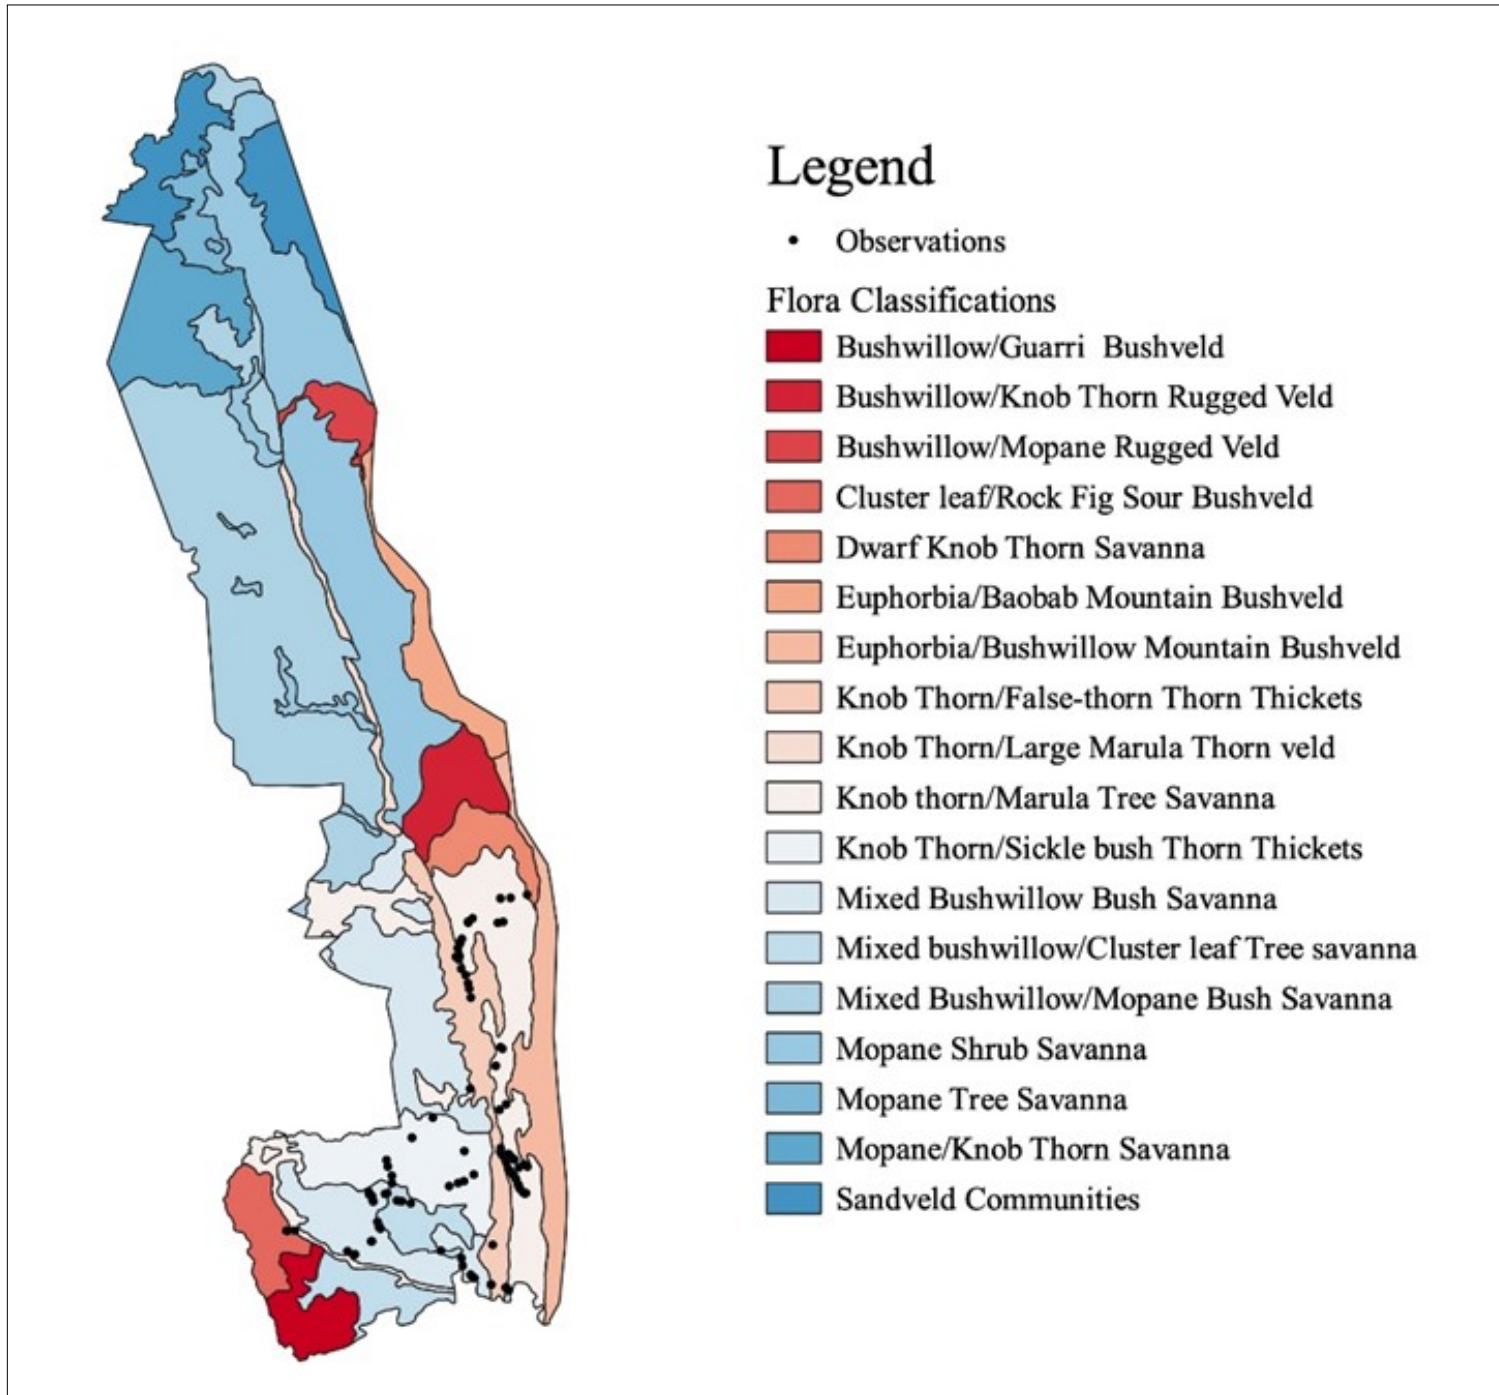 Legend
Observations
Flora Classifications
Bushwillow/Guarri Bushveld
Bushwillow/Knob Thorn Rugged Veld
Bushwillow/Mopane Rugged Veld
Cluster leaf/Rock Fig Sour Bushveld
Dwarf Knob Thorn Savanna
Euphorbia/Baobab Mountain Bushveld
Euphorbia/Bushwillow Mountain Bushveld
Knob Thorn/False-thorn Thorn Thickets
Knob Thorn/Large Marula Thorn veld
Knob thorn/Marula Tree Savanna
Knob Thorn/Sickle bush Thorn Thickets
Mixed Bushwillow Bush Savanna
Mixed bushwillow/Cluster leaf Tree savanna
Mixed Bushwillow/Mopane Bush Savanna
Mopane Shrub Savanna
Mopane Tree Savanna
Mopane/Knob Thorn Savanna
Sandveld Communities